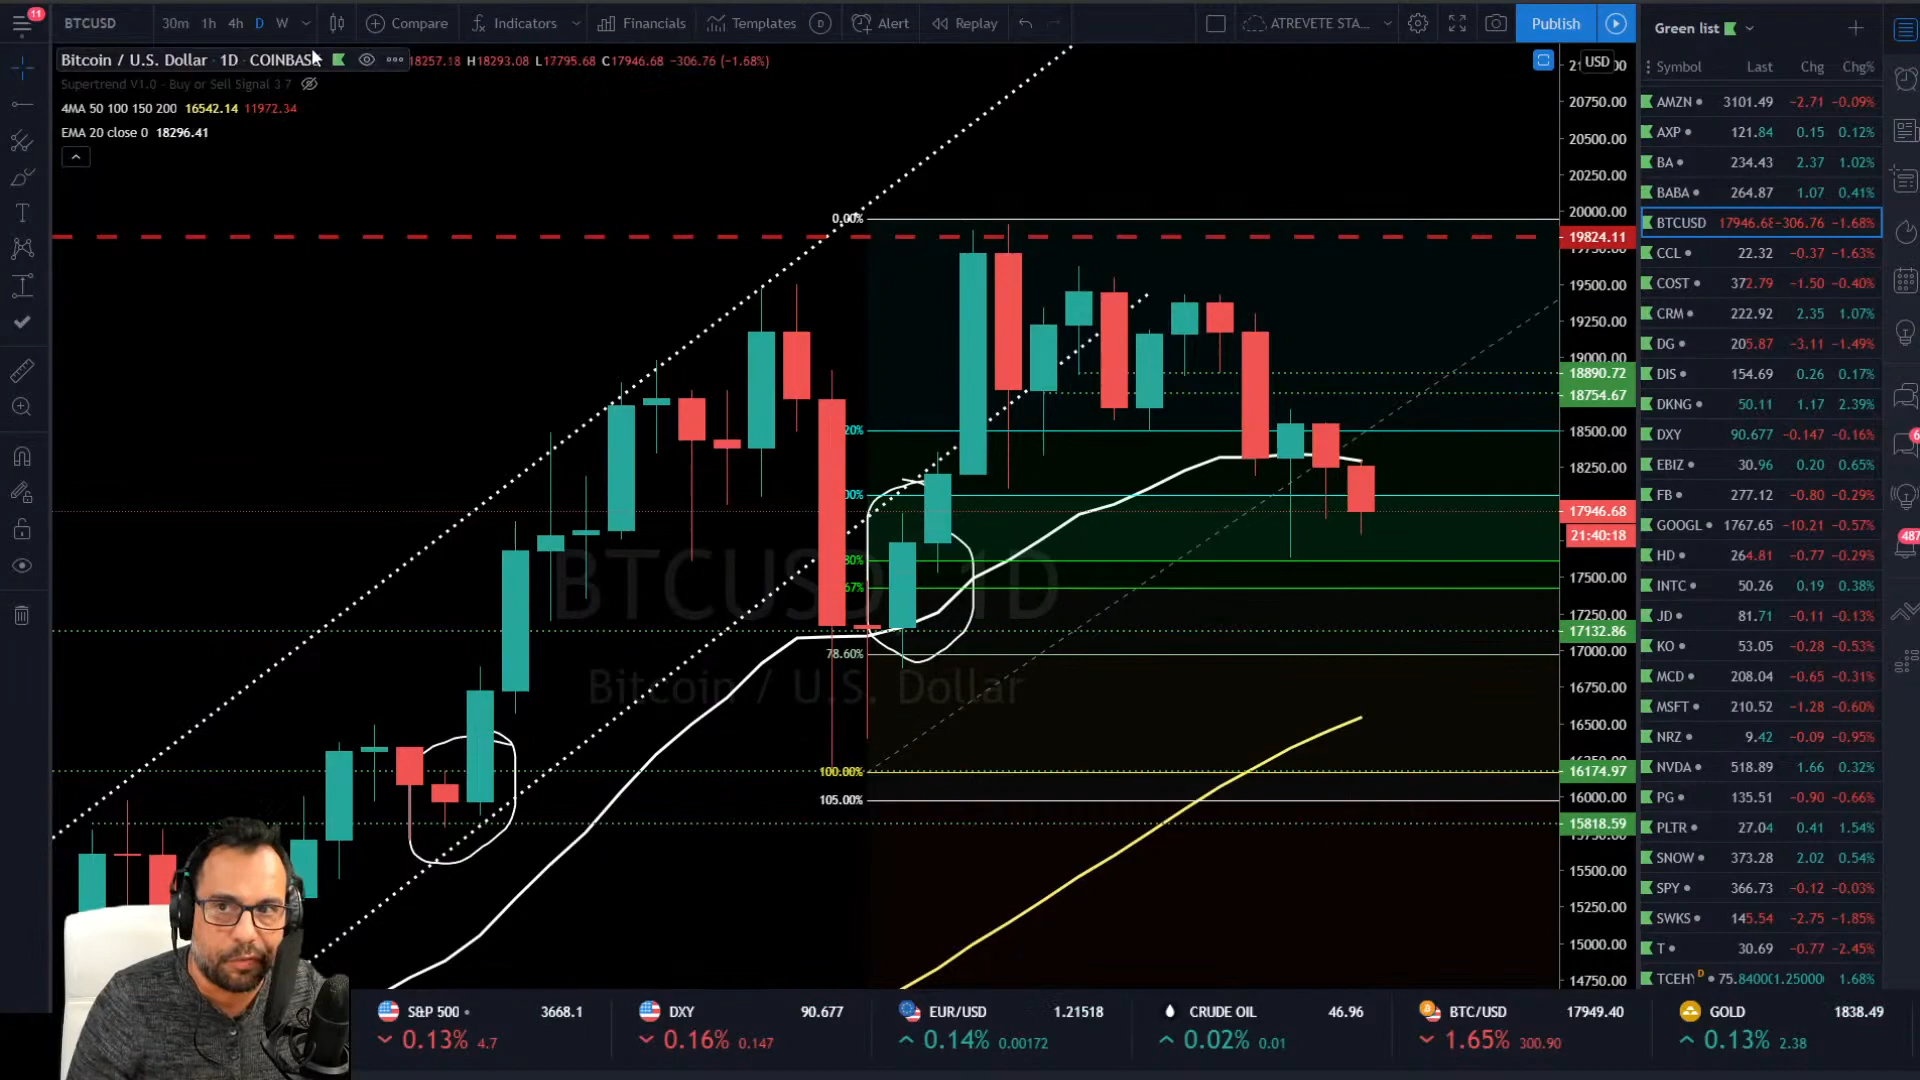 11
BTCUSD 30m 1h 4h D W Compare Indicators Financials Templates D Alert Replay ATREVETE STA... Publish
Green list
Bitcoin / U.S. Dollar · 1D · COINBASE 18257.18 H18293.08 L17795.68 C17946.68 −306.76 (−1.68%)
USD
Symbol Last Chg Chg%
Supertrend V1.0 - Buy or Sell Signal 3 7
4MA 50 100 150 200 16542.14 11972.34
EMA 20 close 0 18296.41
AMZN 3101.49 −2.71 −0.09%
AXP 121.84 0.15 0.12%
BA 234.43 2.37 1.02%
BABA 264.87 1.07 0.41%
BTCUSD 17946.68 −306.76 −1.68%
CCL 22.32 −0.37 −1.63%
COST 372.79 −1.50 −0.40%
CRM 222.92 2.35 1.07%
DG 205.87 −3.11 −1.49%
DIS 154.69 0.26 0.17%
DKNG 50.11 1.17 2.39%
DXY 90.677 −0.147 −0.16%
EBIZ 30.96 0.20 0.65%
FB 277.12 −0.80 −0.29%
GOOGL 1767.65 −10.21 −0.57%
HD 264.81 −0.77 −0.29%
INTC 50.26 0.19 0.38%
JD 81.71 −0.11 −0.13%
KO 53.05 −0.28 −0.53%
MCD 208.04 −0.65 −0.31%
MSFT 210.52 −1.28 −0.60%
NRZ 9.42 −0.09 −0.95%
NVDA 518.89 1.66 0.32%
PG 135.51 −0.90 −0.66%
PLTR 27.04 0.41 1.54%
SNOW 373.28 2.02 0.54%
SPY 366.73 −0.12 −0.03%
SWKS 145.54 −2.75 −1.85%
T 30.69 −0.77 −2.45%
TCEHY D 75.84000 1.25000 1.68%
487
20750.00
20500.00
20250.00
20000.00
19824.11
19500.00
19250.00
19000.00
18890.72
18754.67
18500.00
18250.00
17946.68
21:40:18
17500.00
17250.00
17132.86
17000.00
16750.00
16500.00
16174.97
16000.00
15818.59
15500.00
15250.00
15000.00
14750.00
0.00%
78.60%
100.00%
105.00%
BTCUSD 1D
Bitcoin / U.S. Dollar
S&P 500 3668.1
0.13% 4.7
DXY 90.677
0.16% 0.147
EUR/USD 1.21518
0.14% 0.00172
CRUDE OIL 46.96
0.02% 0.01
BTC/USD 17949.40
1.65% 300.90
GOLD 1838.49
0.13% 2.38